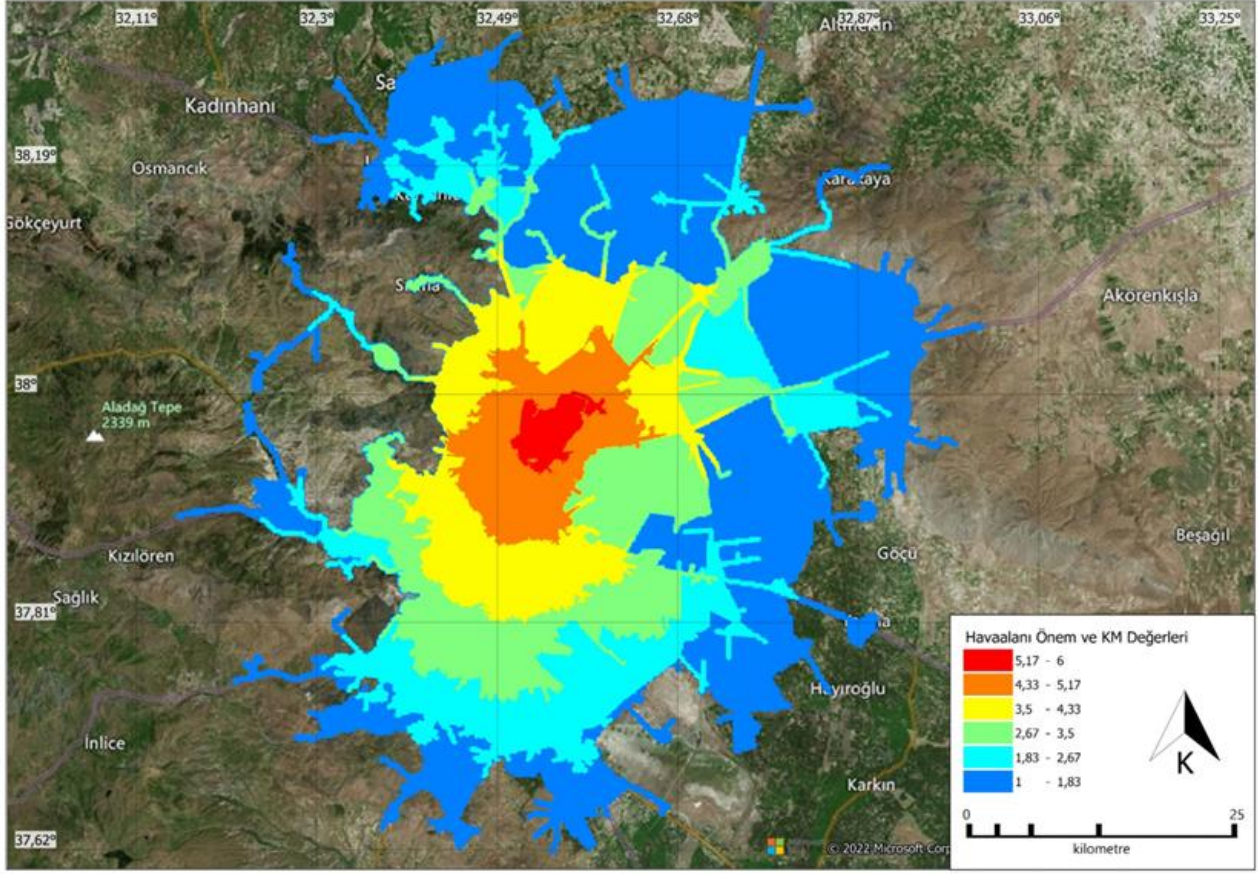 32,11°
32,3°
32,49°
32,68°
32,87°
33,06°
33,25°
Altınekin
Sa
Kadınhanı
38,19°
Osmancık
Karakaya
Gökçeyurt
Akörenkışla
38°
Aladağ Tepe
2339 m
Beşağıl
Kızılören
Göçü
Sağlık
37,81°
Hayıroğlu
İnlice
Karkın
37,62°
© 2022 Microsoft Corp
Havaalanı Önem ve KM Değerleri
5,17 - 6
4,33 - 5,17
3,5 - 4,33
2,67 - 3,5
1,83 - 2,67
1 - 1,83
K
0 25
kilometre